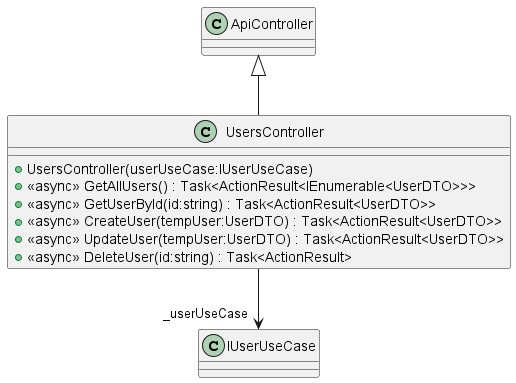 C ApiController
C UsersController
UsersController(userUseCase:IUserUseCase)
«async» GetAllUsers() : Task<ActionResult<IEnumerable<UserDTO>>>
«async» GetUserById(id:string) : Task<ActionResult<UserDTO>>
«async» CreateUser(tempUser:UserDTO) : Task<ActionResult<UserDTO>>
«async» UpdateUser(tempUser:UserDTO) : Task<ActionResult<UserDTO>>
«async» DeleteUser(id:string) : Task<ActionResult>
_userUseCase
C IUserUseCase